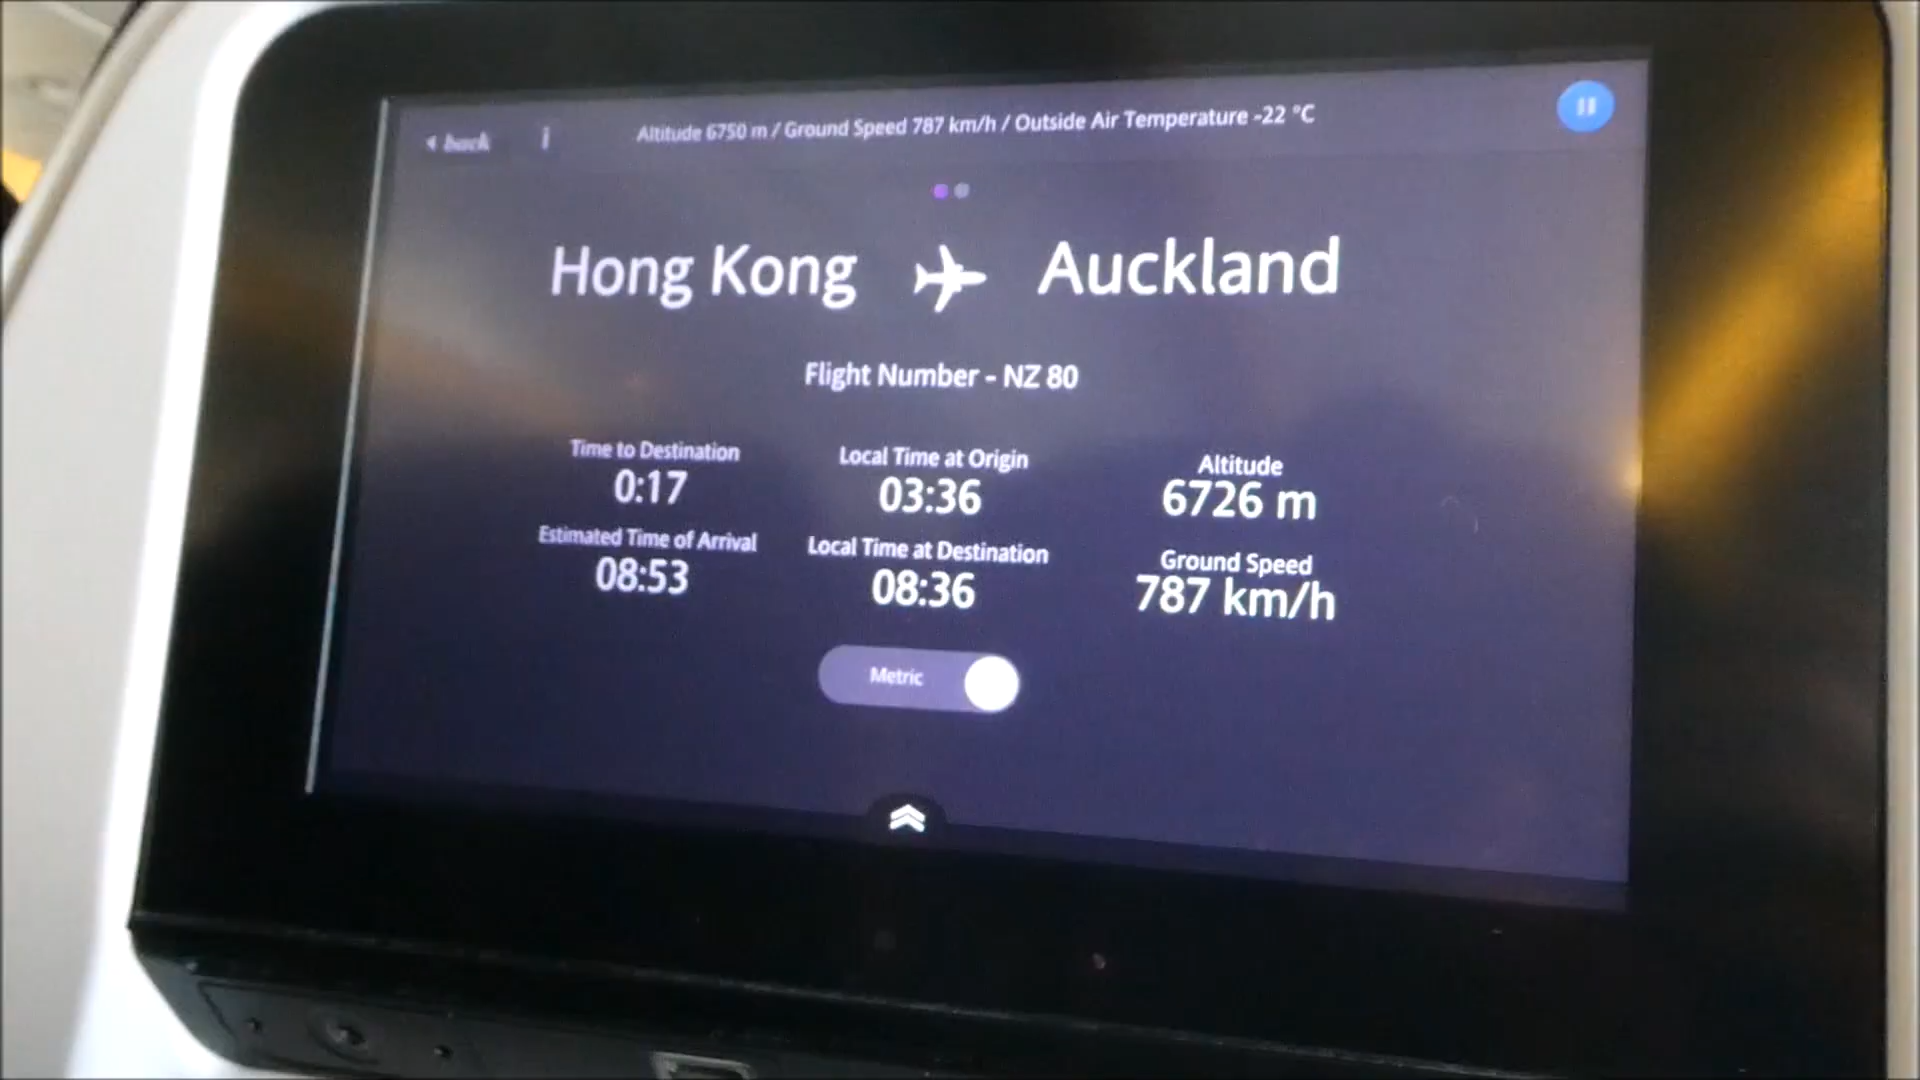 back i Altitude 6750 m / Ground Speed 787 km/h / Outside Air Temperature -22 °C
Hong Kong Auckland
Flight Number - NZ 80
Time to Destination Local Time at Origin Altitude
0:17 03:36 6726 m
Estimated Time of Arrival Local Time at Destination Ground Speed
08:53 08:36 787 km/h
Metric